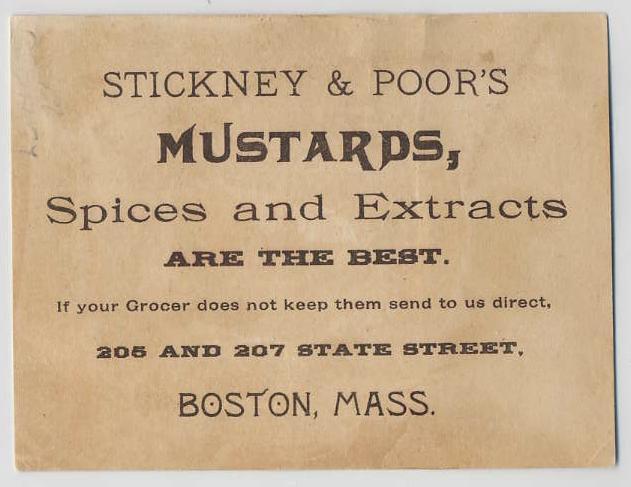 STICKNEY & POOR'S
MUSTARDS,
Spices and Extracts
ARE THE BEST.
If your Grocer does not keep them send to us direct,
205 AND 207 STATE STREET,
BOSTON, MASS.